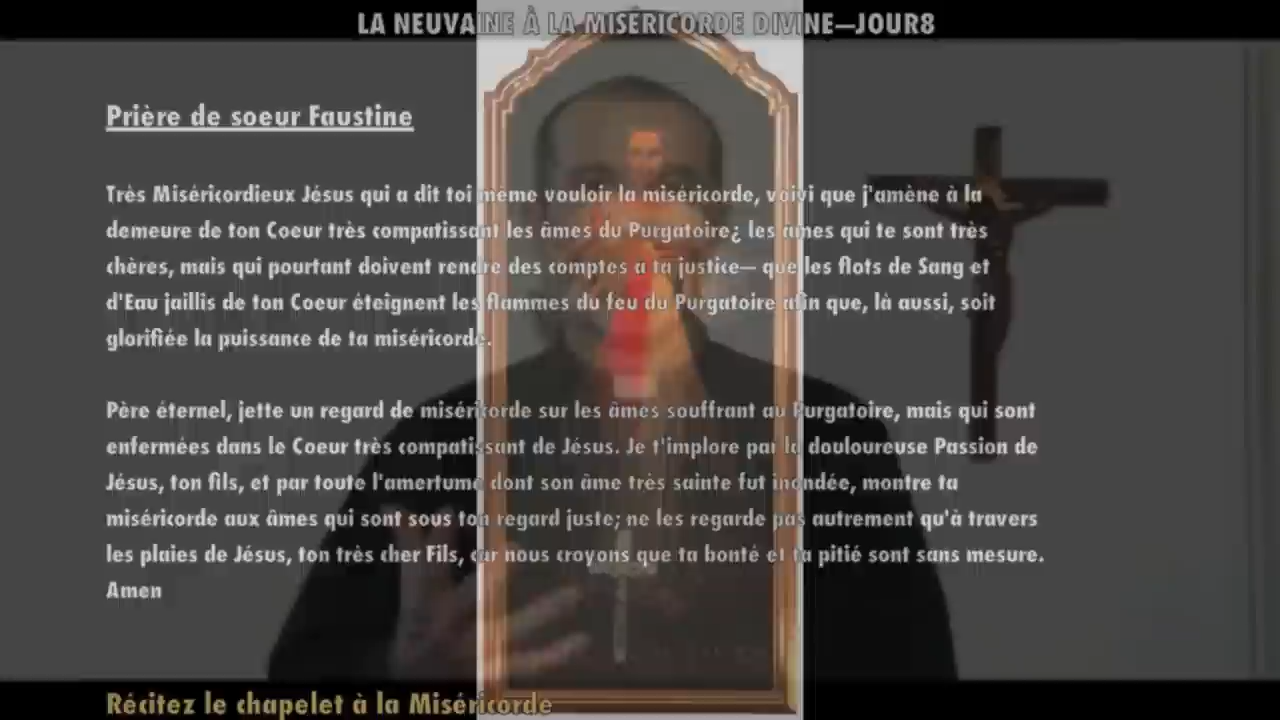 LA NEUVAINE À LA MISÉRICORDE DIVINE—JOUR8
Prière de soeur Faustine
Très Miséricordieux Jésus qui a dit toi même vouloir la miséricorde, voivi que j'amène à la
demeure de ton Coeur très compatissant les âmes du Purgatoire¿ les âmes qui te sont très
chères, mais qui pourtant doivent rendre des comptes à ta justice— que les flots de Sang et
d'Eau jaillis de ton Coeur éteignent les flammes du feu du Purgatoire afin que, là aussi, soit
glorifiée la puissance de ta miséricorde.
Père éternel, jette un regard de miséricorde sur les âmes souffrant au Purgatoire, mais qui sont
enfermées dans le Coeur très compatissant de Jésus. Je t'implore par la douloureuse Passion de
Jésus, ton fils, et par toute l'amertume dont son âme très sainte fut inondée, montre ta
miséricorde aux âmes qui sont sous ton regard juste; ne les regarde pas autrement qu'à travers
les plaies de Jésus, ton très cher Fils, car nous croyons que ta bonté et ta pitié sont sans mesure.
Amen
Récitez le chapelet à la Miséricorde